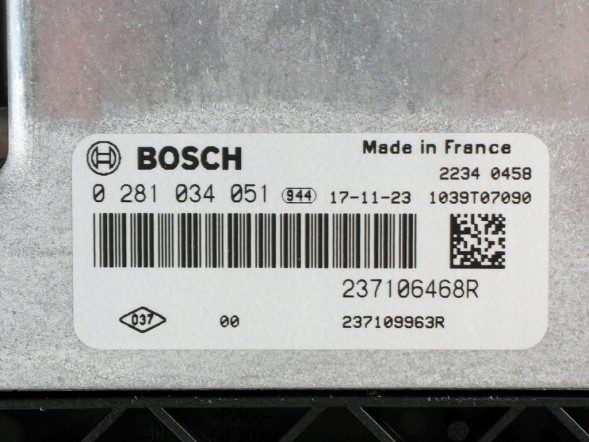 BOSCH Made in France
2234 0458
0 281 034 051 944 17-11-23 1039T07090
237106468R
037 00 237109963R